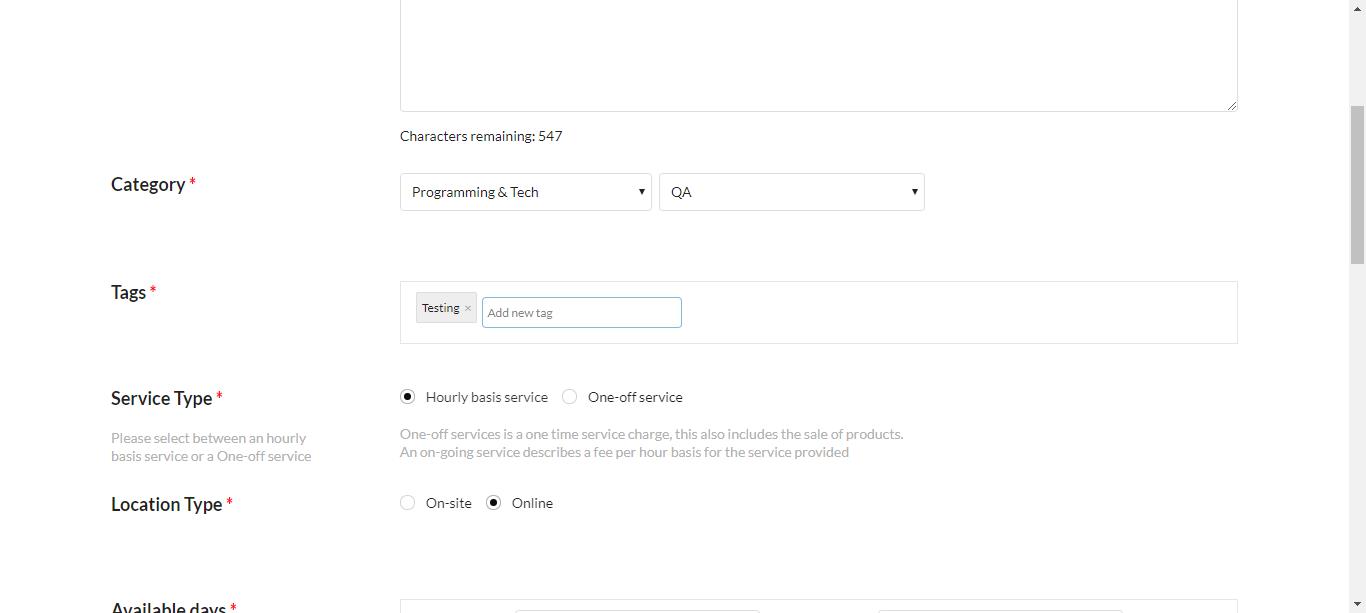 Characters remaining: 547
Category *
Programming & Tech
QA
Tags *
Testing ×
Add new tag
Service Type *
Hourly basis service
One-off service
Please select between an hourly
basis service or a One-off service
One-off services is a one time service charge, this also includes the sale of products.
An on-going service describes a fee per hour basis for the service provided
Location Type *
On-site
Online
Available days *